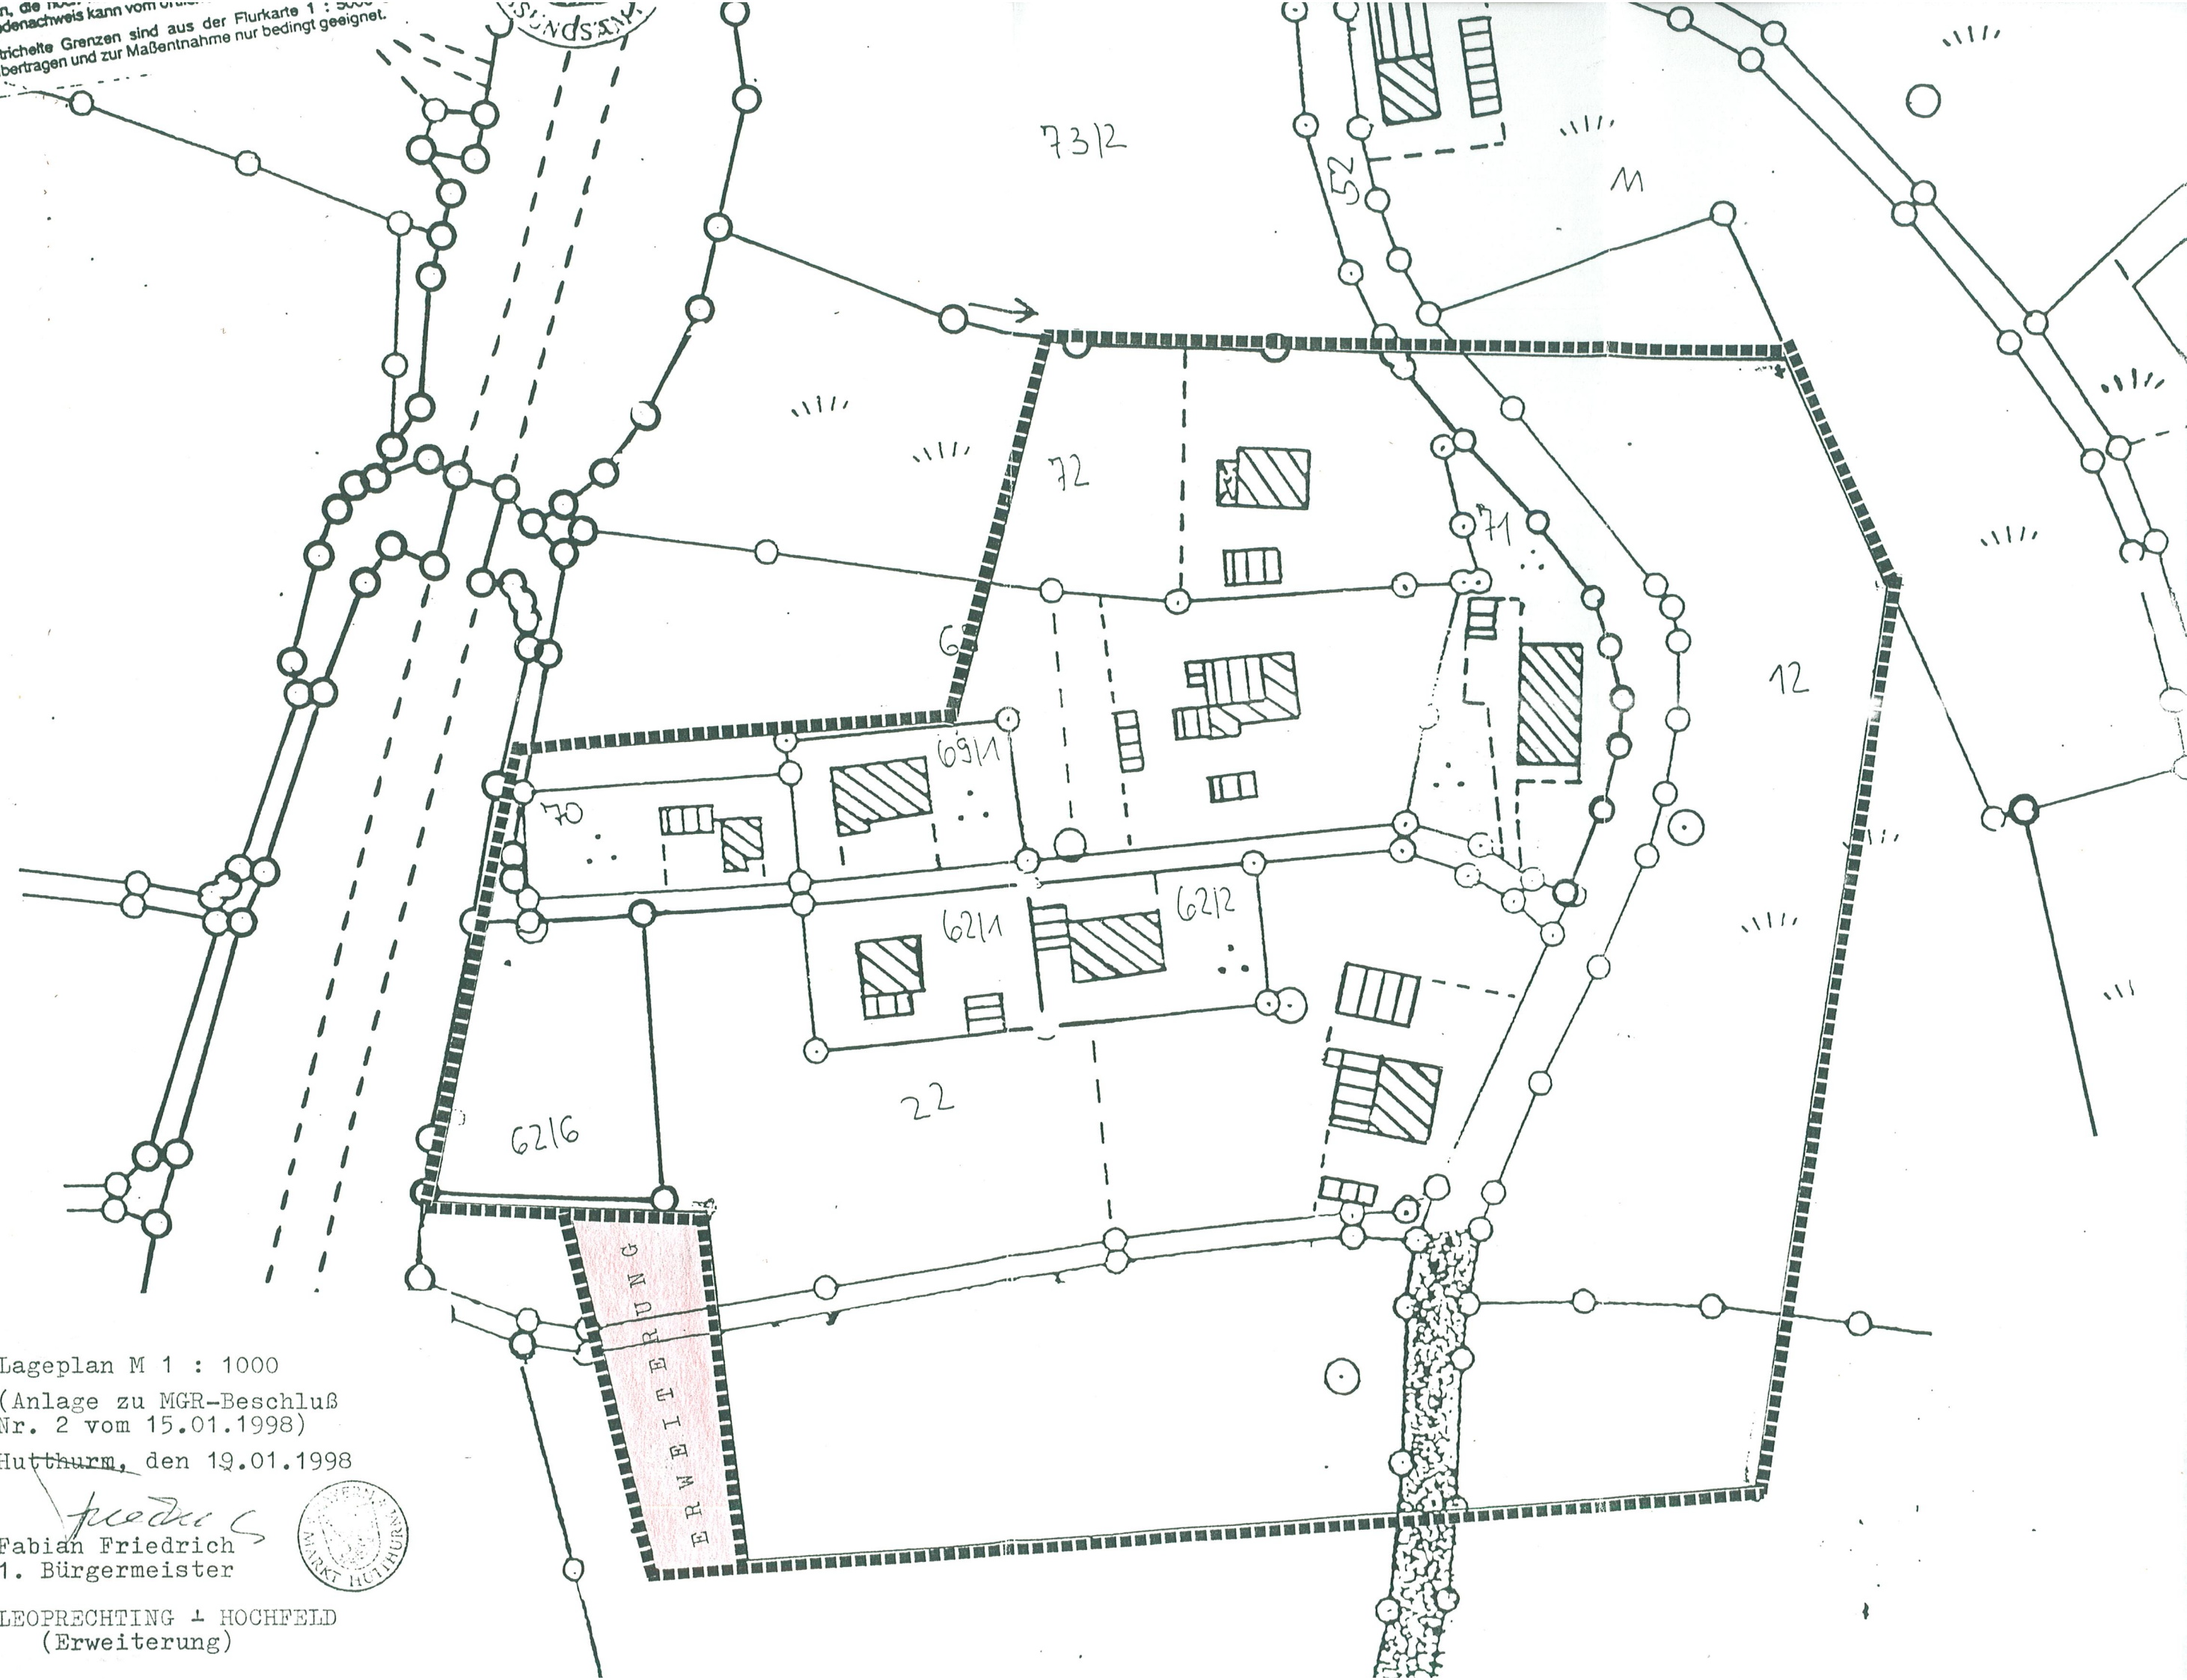 denachweis kann vom
trichelte Grenzen sind aus der Flurkarte 1 : 5000
bertragen und zur Maßentnahme nur bedingt geeignet.
73/2
52
11
72
71
6
12
69/1
70
62/1
62/2
22
62/6
ERWEITERUNG
Lageplan M 1 : 1000
(Anlage zu MGR-Beschluß
Nr. 2 vom 15.01.1998)
Hutthurm, den 19.01.1998
Fabian Friedrich
1. Bürgermeister
MARKT HUTTHURM
LEOPRECHTING - HOCHFELD
(Erweiterung)